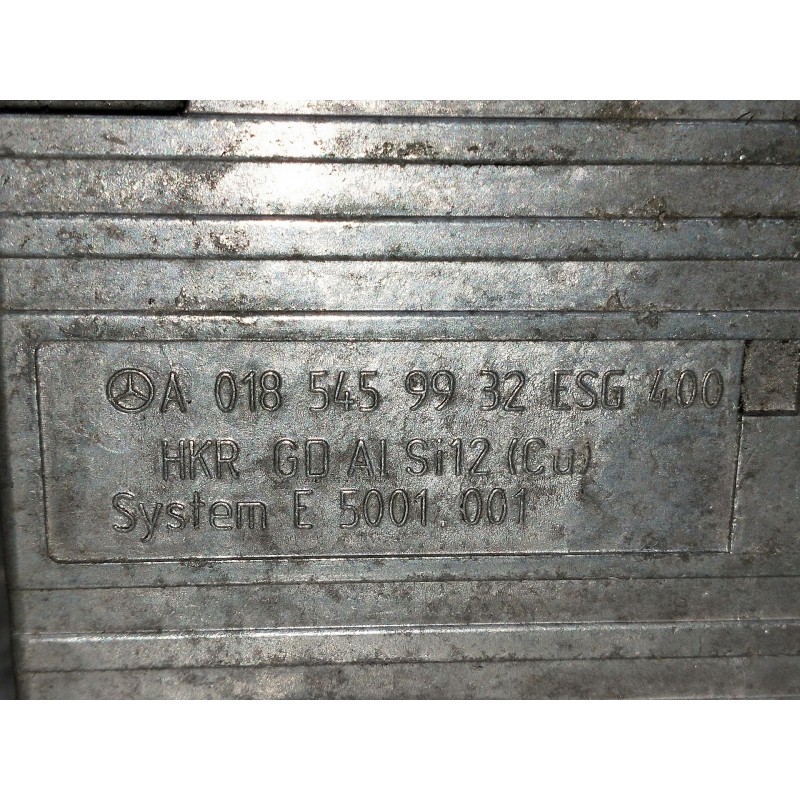 A 018 545 99 32 ESG 400
HKR GD Al Si12 (Cu)
System E 5001.001